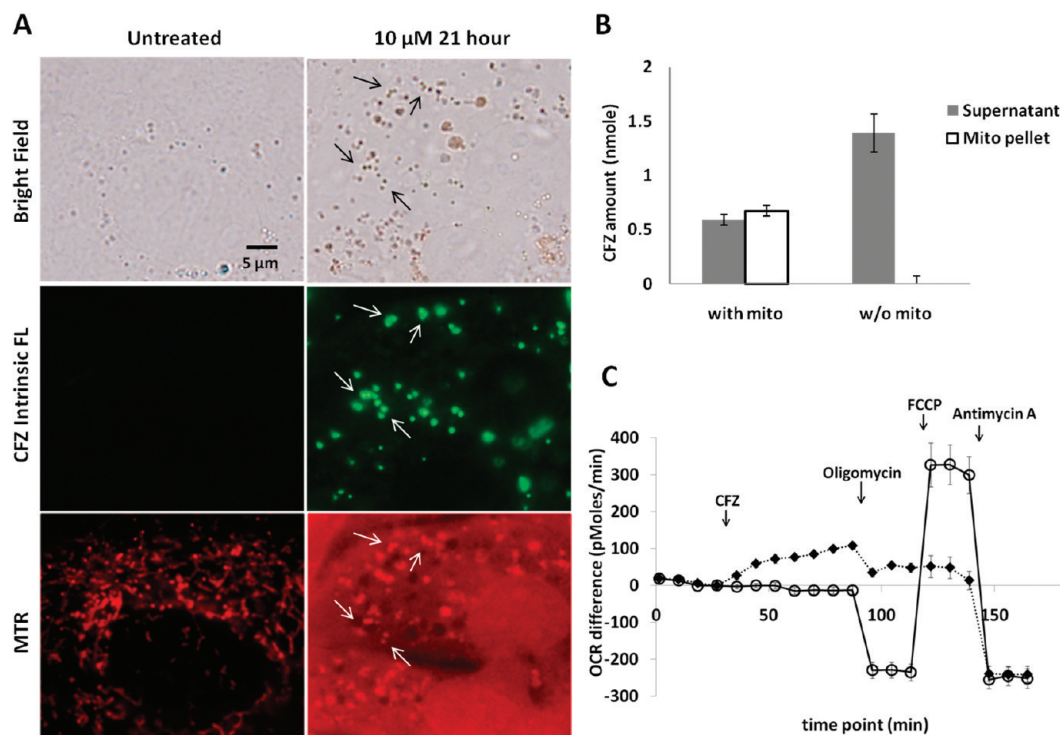 A
Untreated
10 µM 21 hour
Bright Field
5 µm
CFZ Intrinsic FL
MTR
B
CFZ amount (nmole)
2
1.5
1
0.5
0
with mito
w/o mito
Supernatant
Mito pellet
C
OCR difference (pMoles/min)
400
300
200
100
0
-100
-200
-300
0
50
100
150
CFZ
Oligomycin
FCCP
Antimycin A
time point (min)